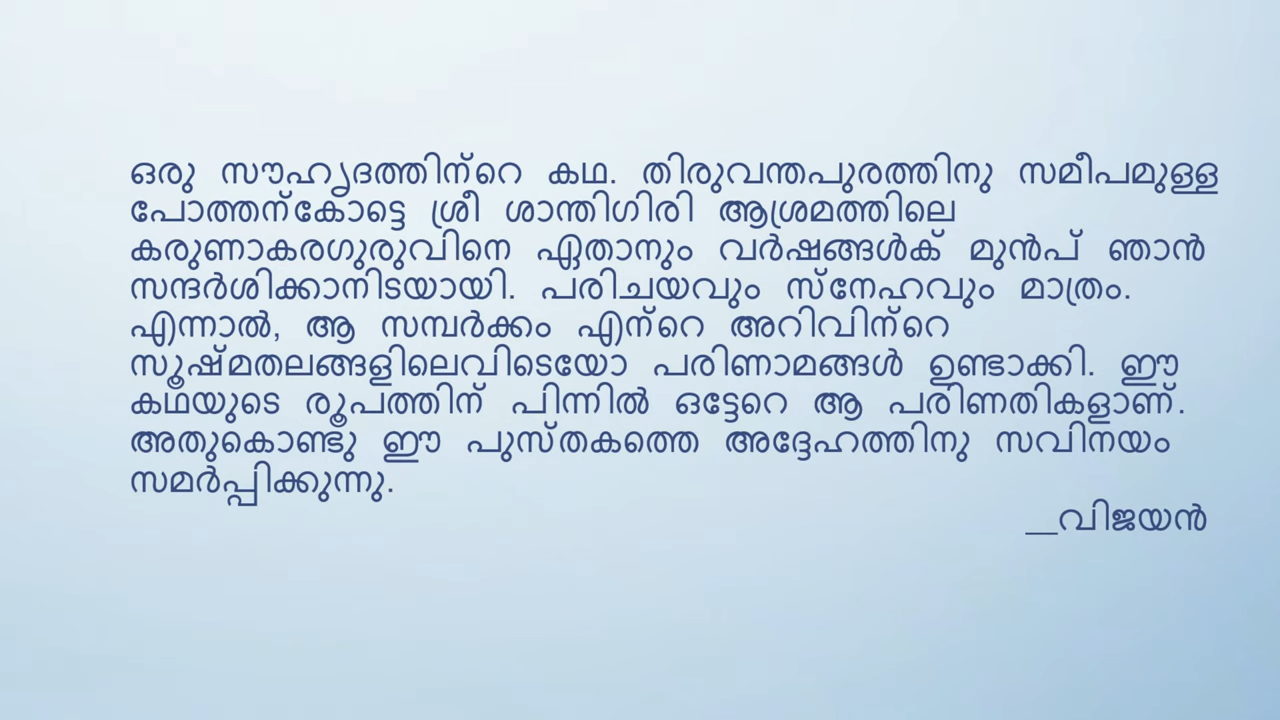 ഒരു സൗഹൃദത്തിന്റെ കഥ. തിരുവന്തപുരത്തിനു സമീപമുള്ള
പോത്തന്കോട്ടെ ശ്രീ ശാന്തിഗിരി ആശ്രമത്തിലെ
കരുണാകരഗുരുവിനെ ഏതാനും വർഷങ്ങൾക് മുൻപ് ഞാൻ
സന്ദർശിക്കാനിടയായി. പരിചയവും സ്നേഹവും മാത്രം.
എന്നാൽ, ആ സമ്പർക്കം എന്റെ അറിവിന്റെ
സൂഷ്മതലങ്ങളിലെവിടെയോ പരിണാമങ്ങൾ ഉണ്ടാക്കി. ഈ
കഥയുടെ രൂപത്തിന് പിന്നിൽ ഒട്ടേറെ ആ പരിണതികളാണ്.
അതുകൊണ്ടു ഈ പുസ്തകത്തെ അദ്ദേഹത്തിനു സവിനയം
സമർപ്പിക്കുന്നു.
__വിജയൻ